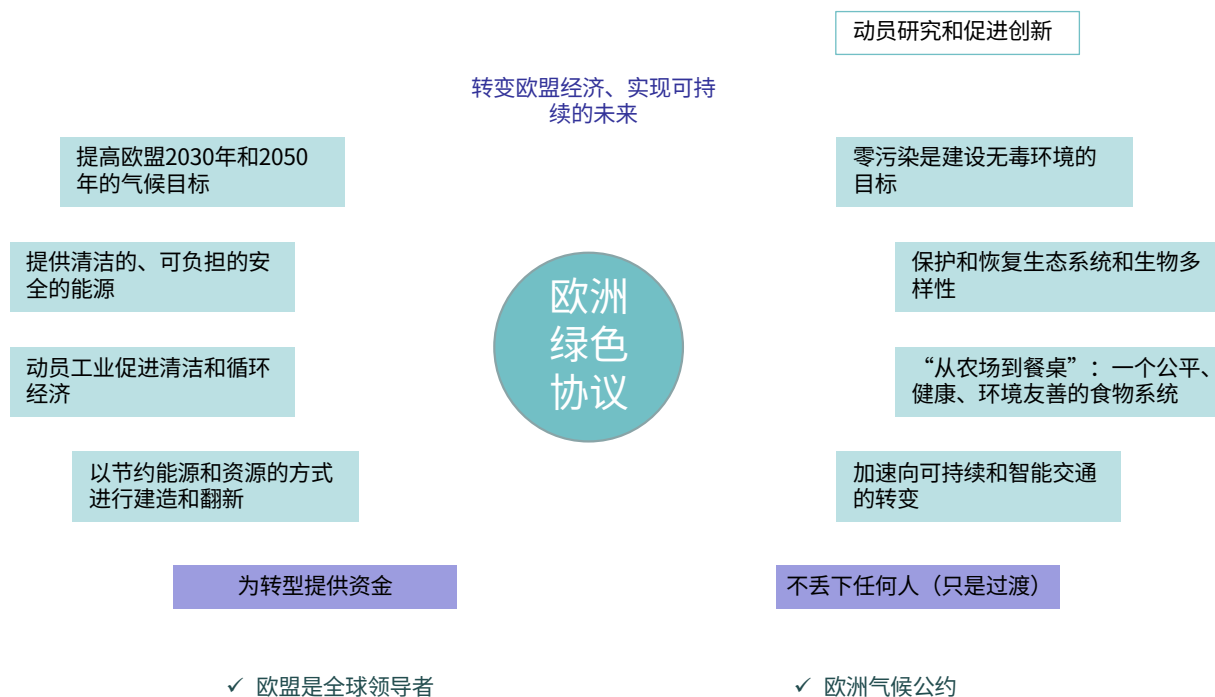 动员研究和促进创新
转变欧盟经济、实现可持
续的未来
提高欧盟2030年和2050
年的气候目标
零污染是建设无毒环境的
目标
提供清洁的、可负担的安
全的能源
保护和恢复生态系统和生物多
样性
欧洲
绿色
协议
动员工业促进清洁和循环
经济
“从农场到餐桌”：一个公平、
健康、环境友善的食物系统
以节约能源和资源的方式
进行建造和翻新
加速向可持续和智能交通
的转变
为转型提供资金
不丢下任何人（只是过渡）
✓ 欧盟是全球领导者
✓ 欧洲气候公约